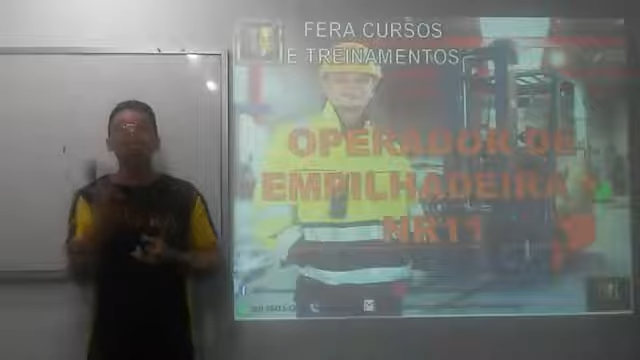 FERA CURSOS
E TREINAMENTOS
OPERADOR DE
EMPILHADEIRA +
NR11